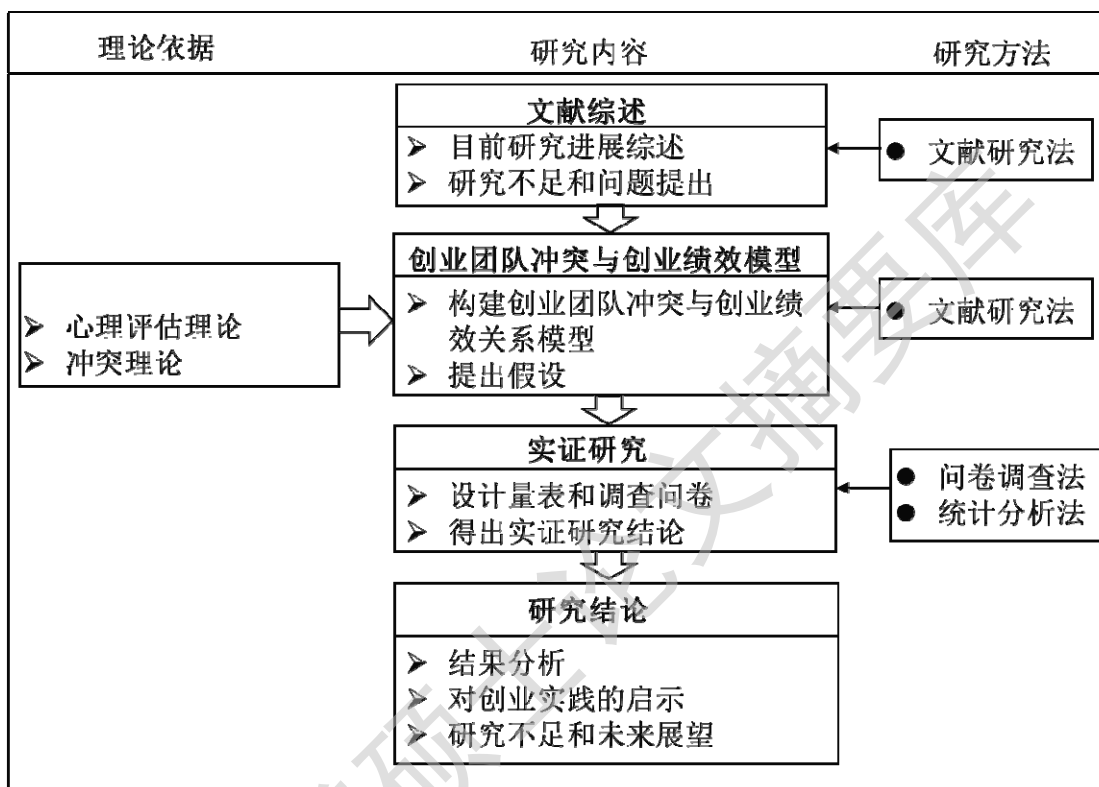 理论依据
研究内容
研究方法
文献综述
➢ 目前研究进展综述
➢ 研究不足和问题提出
● 文献研究法
创业团队冲突与创业绩效模型
➢ 构建创业团队冲突与创业绩
效关系模型
➢ 提出假设
➢ 心理评估理论
➢ 冲突理论
● 文献研究法
实证研究
➢ 设计量表和调查问卷
➢ 得出实证研究结论
● 问卷调查法
● 统计分析法
研究结论
➢ 结果分析
➢ 对创业实践的启示
➢ 研究不足和未来展望
硕士论文摘要库